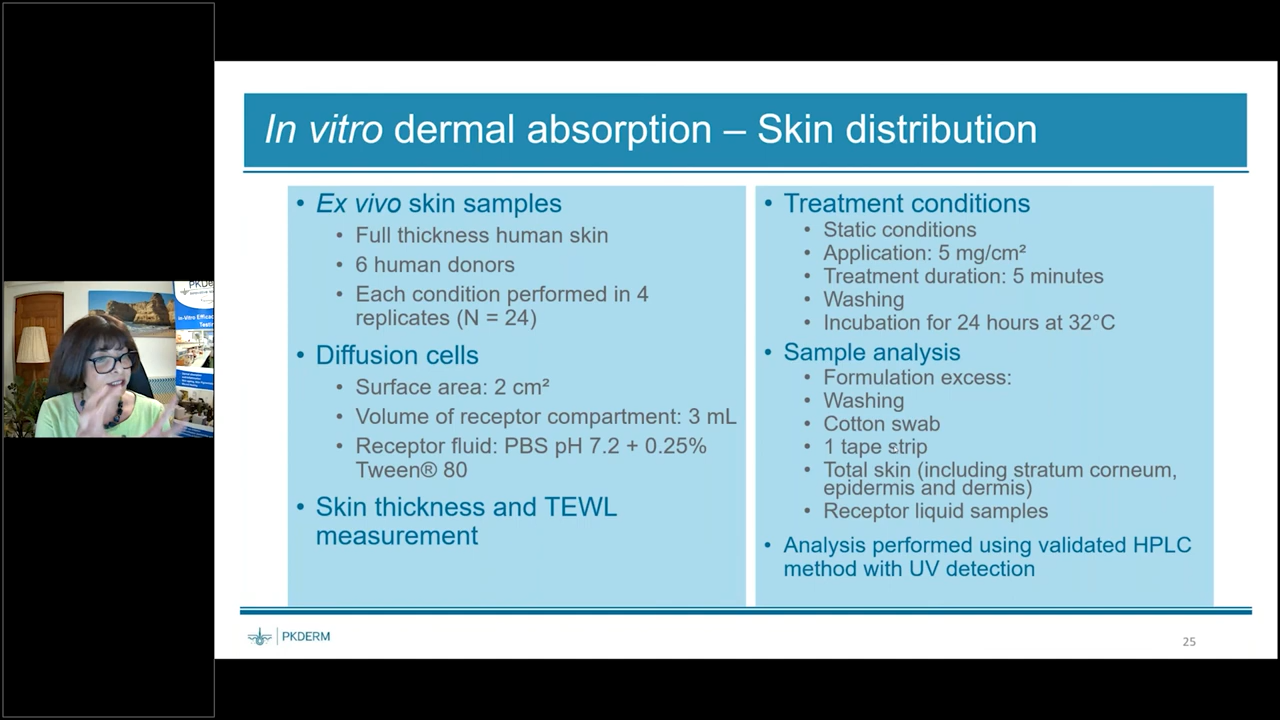 In vitro dermal absorption – Skin distribution
• Ex vivo skin samples
• Full thickness human skin
• 6 human donors
• Each condition performed in 4
replicates (N = 24)
• Diffusion cells
• Surface area: 2 cm²
• Volume of receptor compartment: 3 mL
• Receptor fluid: PBS pH 7.2 + 0.25%
Tween® 80
• Skin thickness and TEWL
measurement
• Treatment conditions
• Static conditions
• Application: 5 mg/cm²
• Treatment duration: 5 minutes
• Washing
• Incubation for 24 hours at 32°C
• Sample analysis
• Formulation excess:
• Washing
• Cotton swab
• 1 tape strip
• Total skin (including stratum corneum,
epidermis and dermis)
• Receptor liquid samples
• Analysis performed using validated HPLC
method with UV detection
PKDERM
25